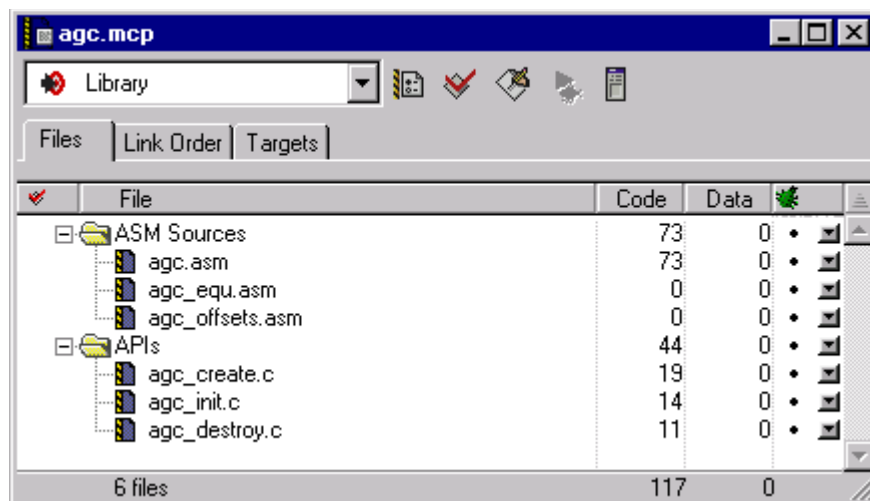 agc.mcp
Library
Files Link Order Targets
File Code Data
ASM Sources 73 0
agc.asm 73 0
agc_equ.asm 0 0
agc_offsets.asm 0 0
APIs 44 0
agc_create.c 19 0
agc_init.c 14 0
agc_destroy.c 11 0
6 files 117 0